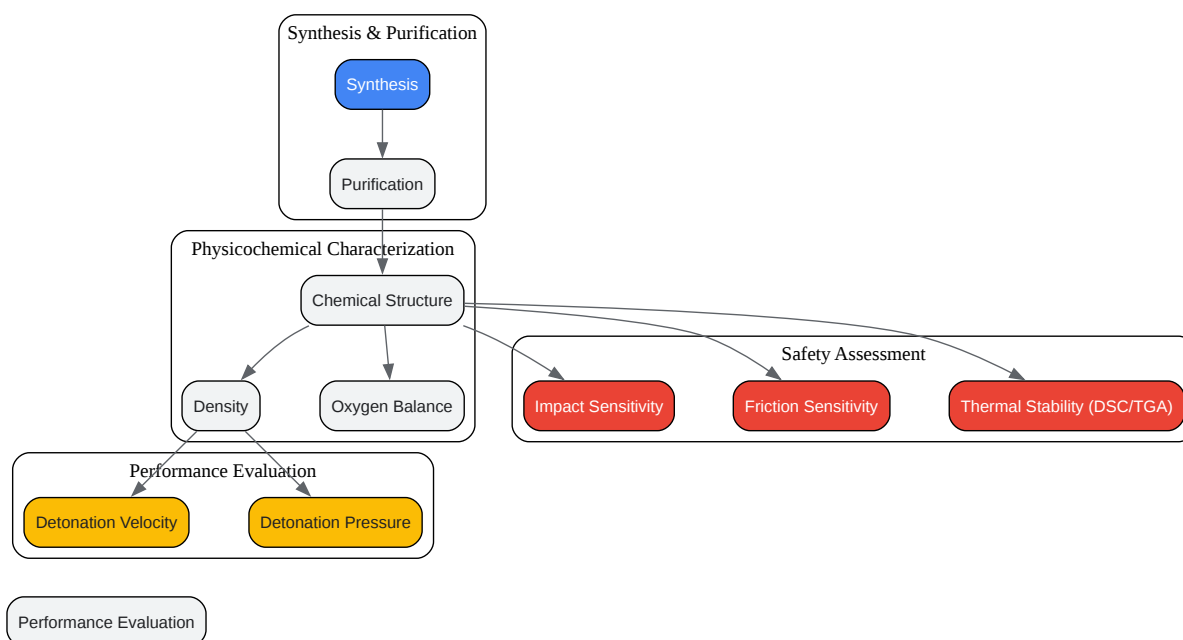 Synthesis & Purification
Synthesis
Purification
Physicochemical Characterization
Chemical Structure
Safety Assessment
Density
Oxygen Balance
Impact Sensitivity
Friction Sensitivity
Thermal Stability (DSC/TGA)
Performance Evaluation
Detonation Velocity
Detonation Pressure
Performance Evaluation